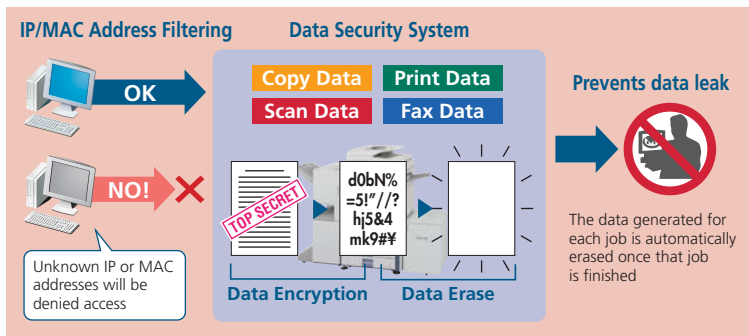 IP/MAC Address Filtering
Data Security System
OK
Copy Data
Print Data
Scan Data
Fax Data
Prevents data leak
NO!
TOP SECRET
d0bN%
=5!"//?
hj5&4
mk9#¥
Unknown IP or MAC
addresses will be
denied access
Data Encryption
Data Erase
The data generated for
each job is automatically
erased once that job
is finished